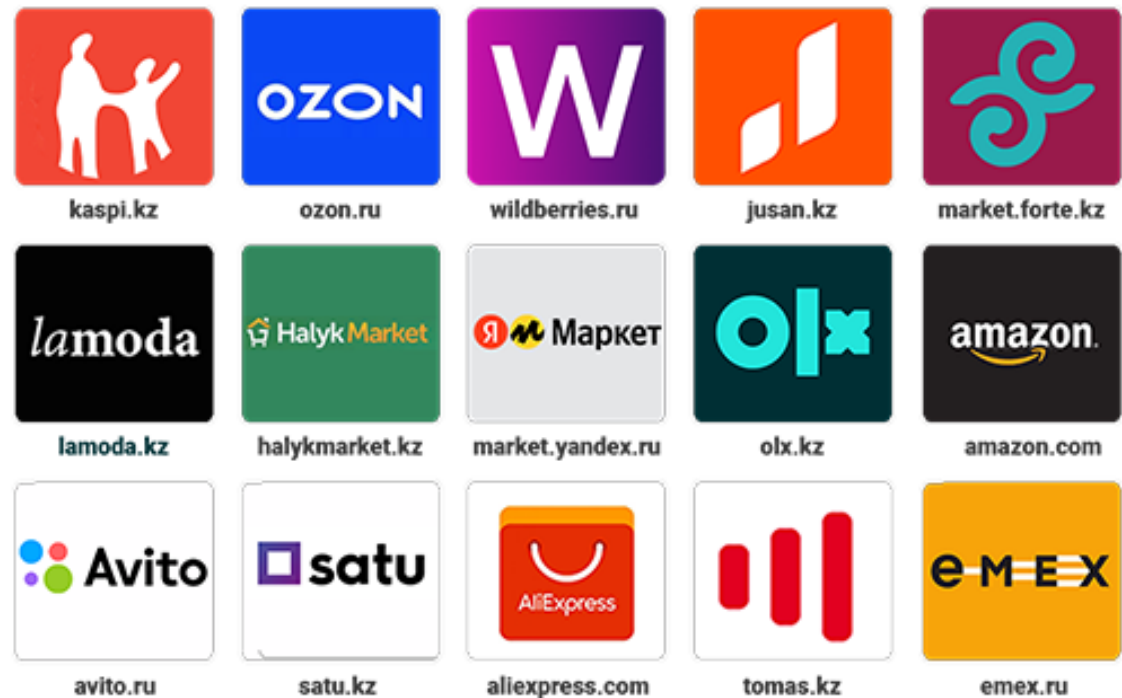 OZON
W
kaspi.kz
ozon.ru
wildberries.ru
jusan.kz
market.forte.kz
lamoda
Halyk Market
Я м Маркет
olx
amazon.
lamoda.kz
halykmarket.kz
market.yandex.ru
olx.kz
amazon.com
Avito
satu
AliExpress
e-MEX
avito.ru
satu.kz
aliexpress.com
tomas.kz
emex.ru